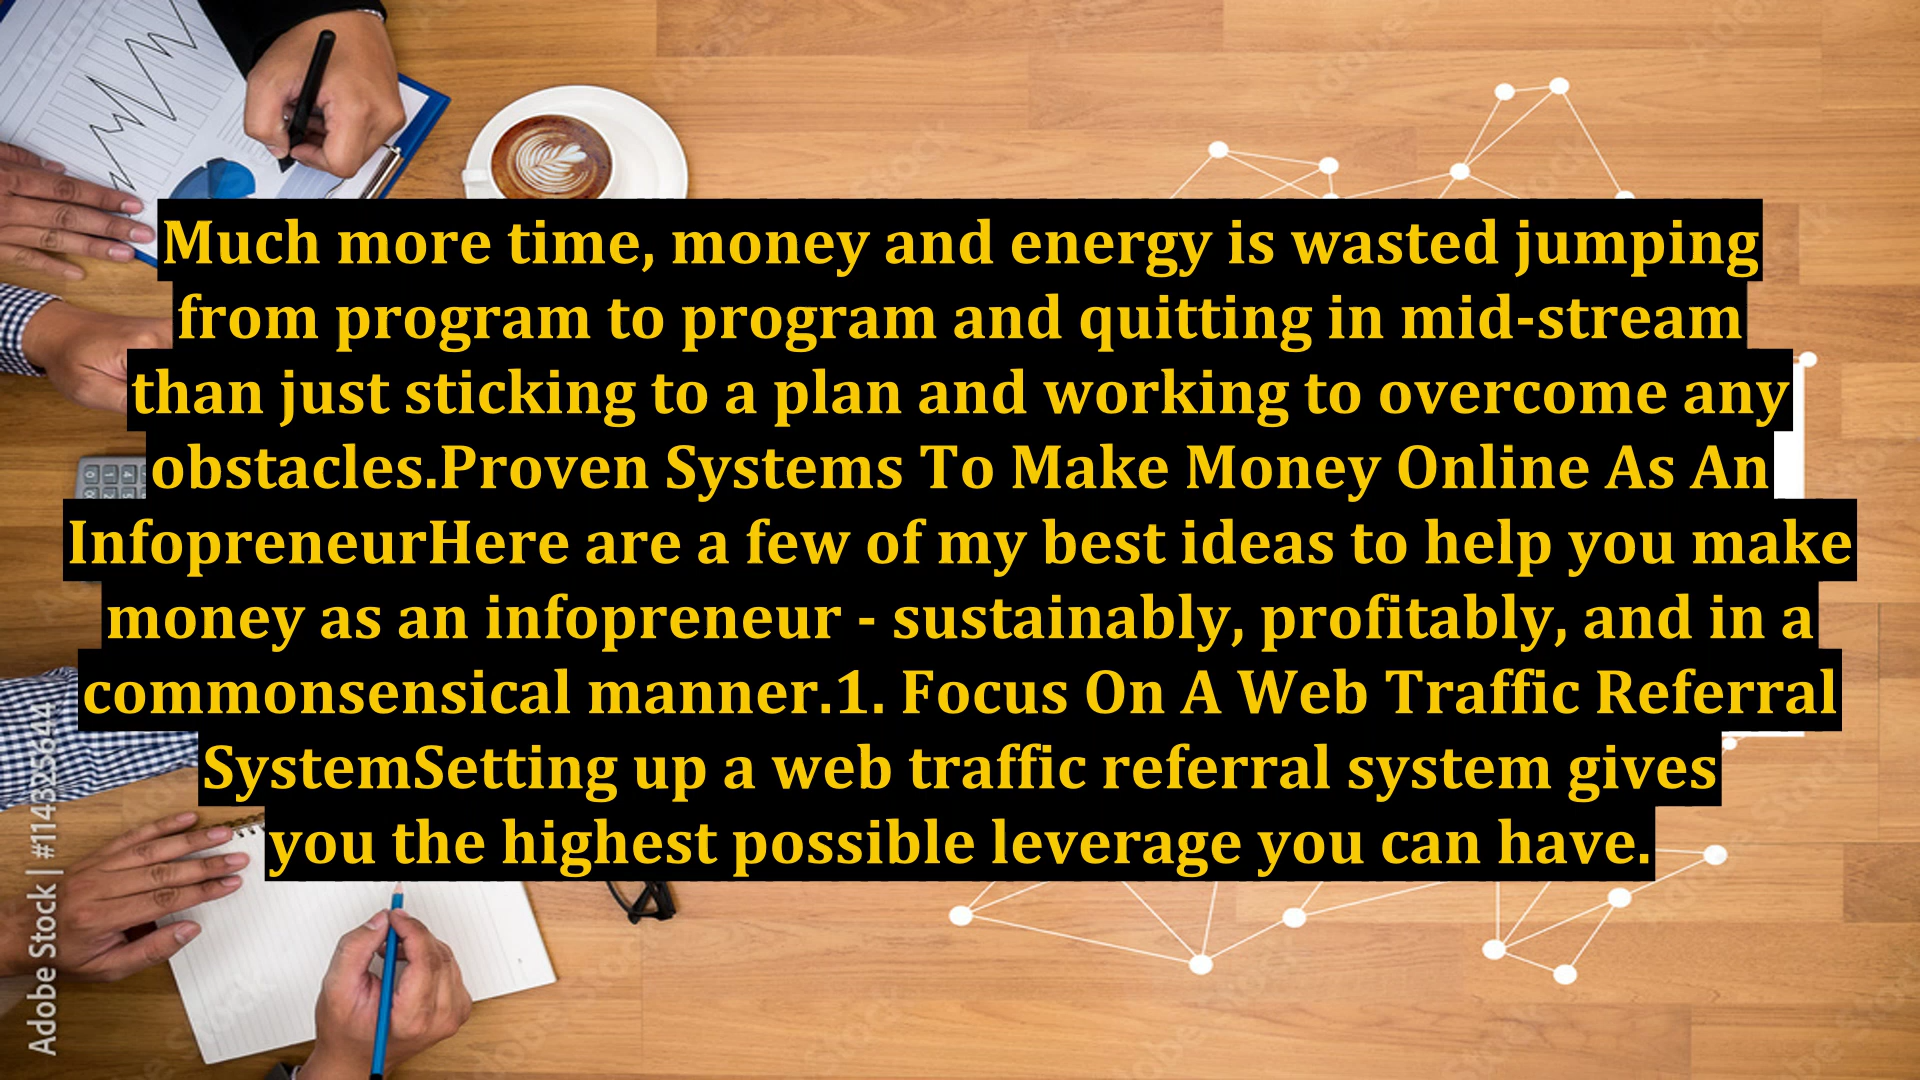 Much more time, money and energy is wasted jumping
from program to program and quitting in mid-stream
than just sticking to a plan and working to overcome any
obstacles.Proven Systems To Make Money Online As An
InfopreneurHere are a few of my best ideas to help you make
money as an infopreneur - sustainably, profitably, and in a
commonsensical manner.1. Focus On A Web Traffic Referral
SystemSetting up a web traffic referral system gives
you the highest possible leverage you can have.
Adobe Stock | #114325644